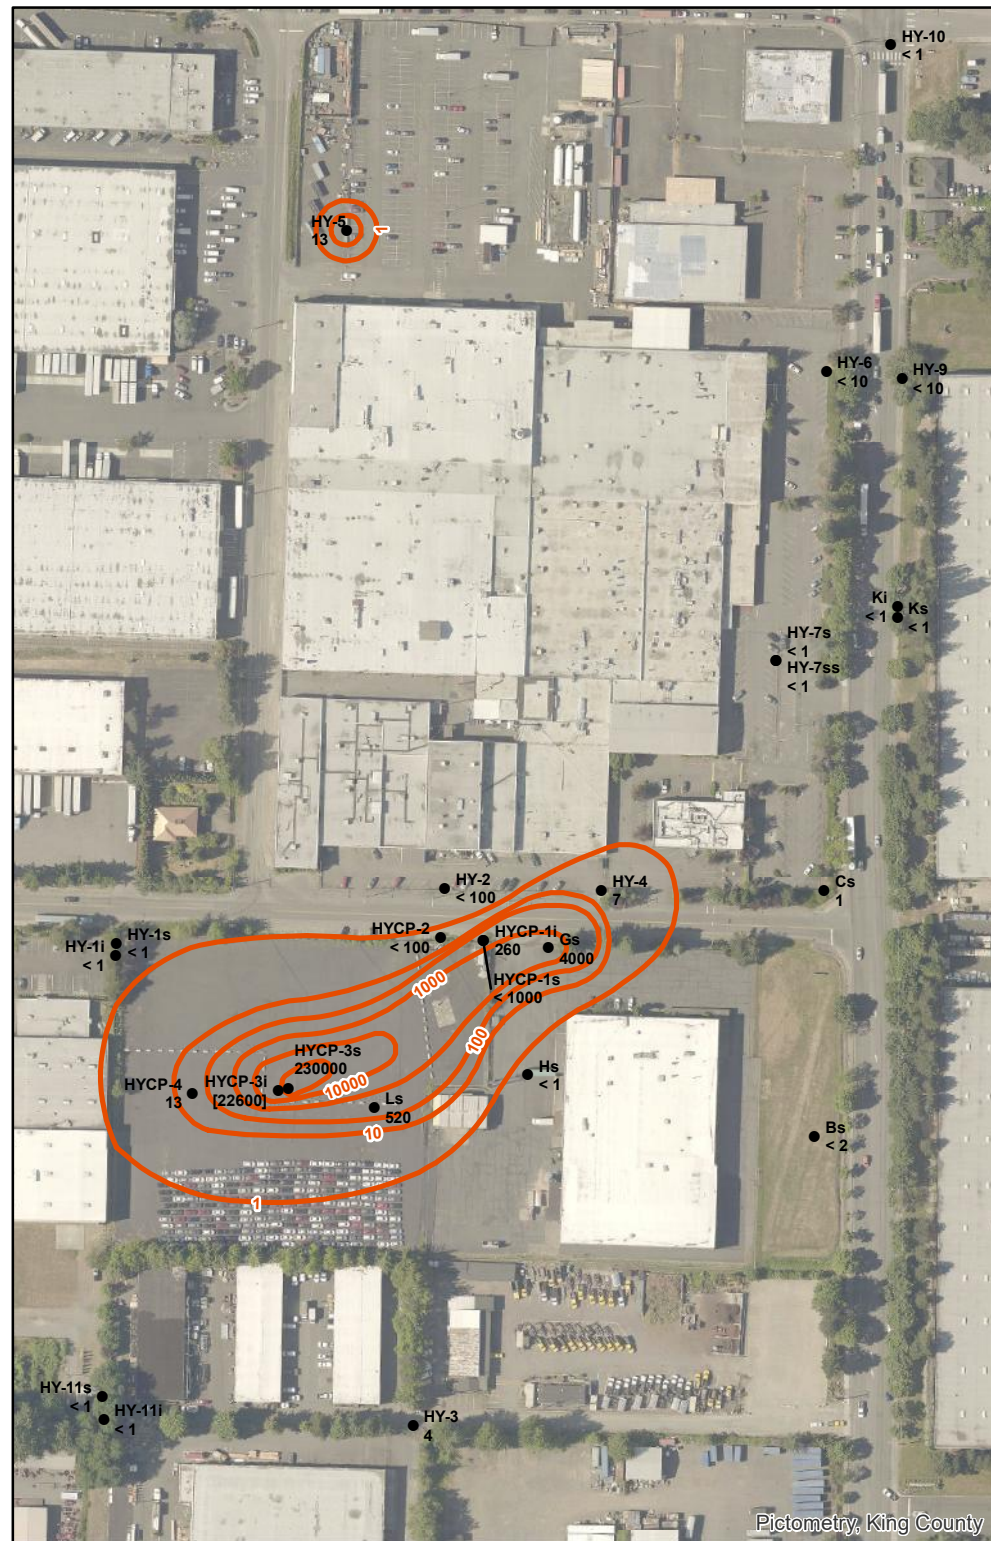 HY-10
< 1
HY-5
13
1
HY-6
< 10
HY-9
< 10
Ki
< 1
Ks
< 1
HY-7s
< 1
HY-7ss
< 1
HY-2
< 100
HY-4
7
Cs
1
HYCP-2
< 100
HY-1s
< 1
HY-1i
< 1
HYCP-1i
260
Gs
4000
HYCP-1s
< 1000
1000
100
HYCP-3s
230000
HYCP-3i
[22600]
10000
HYCP-4
13
Ls
520
Hs
< 1
10
Bs
< 2
1
HY-11s
< 1
HY-11i
< 1
HY-3
4
Pictometry, King County